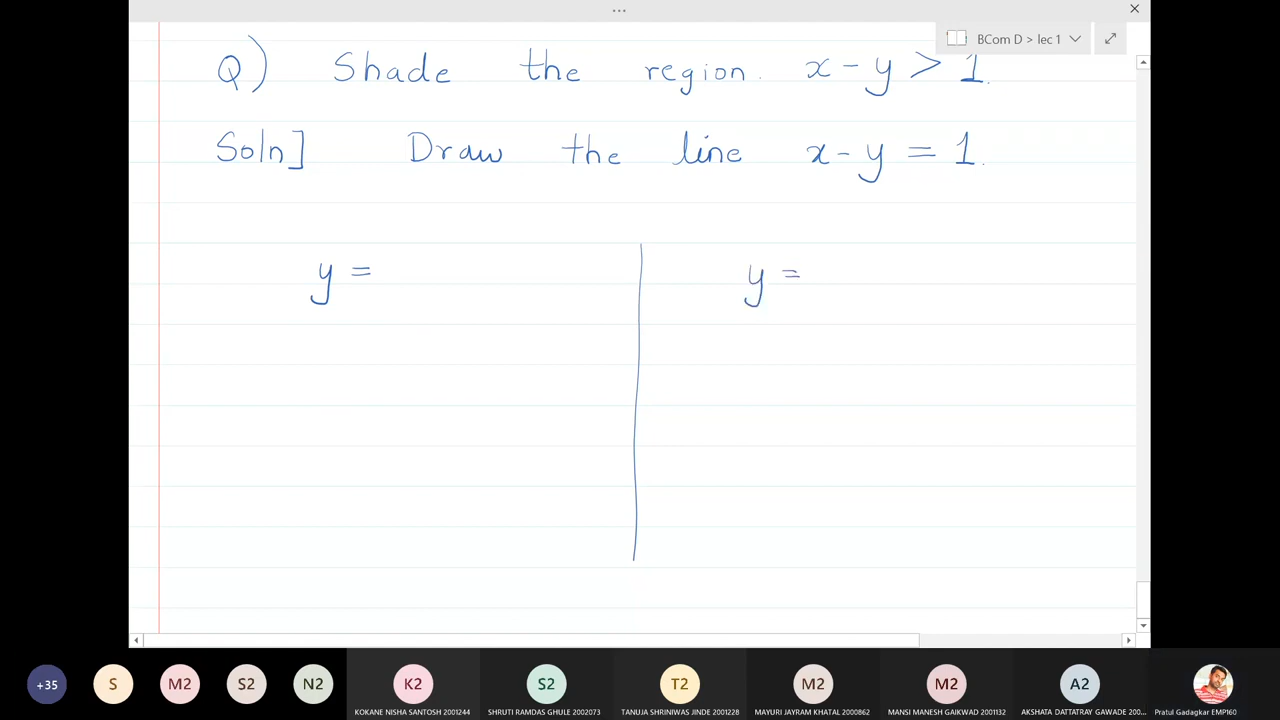 BCom D > lec 1
Q) Shade the region. x - y > 1.
Soln] Draw the line x - y = 1.
y = 
y =
+35
S
M2
S2
N2
K2
S2
T2
M2
M2
A2
KOKANE NISHA SANTOSH 2001244
SHRUTI RAMDAS GHULE 2002073
TANUJA SHRINIWAS JINDE 2001228
MAYURI JAYRAM KHATAL 2000862
MANSI MANESH GAIKWAD 2001132
AKSHATA DATTATRAY GAWADE 200...
Pratul Gadagkar EMP160